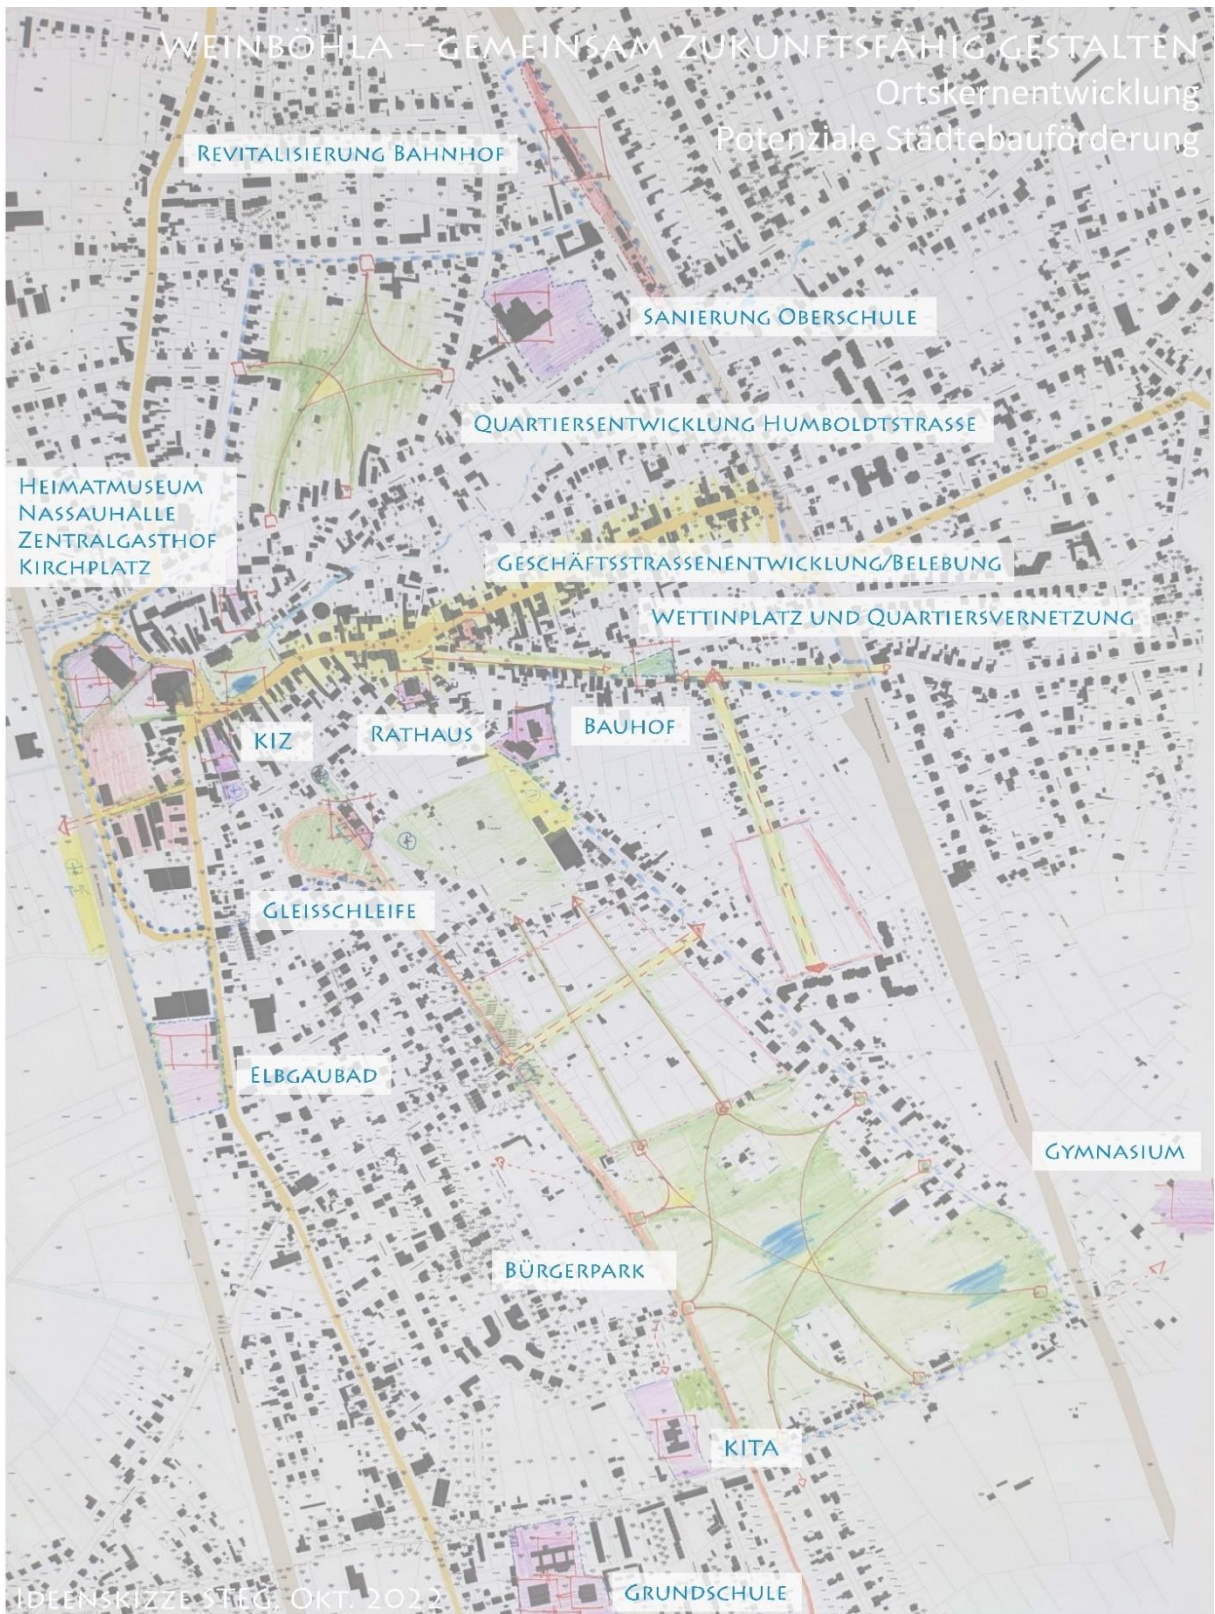 WEINBÖHLA – GEMEINSAM ZUKUNFTSFÄHIG GESTALTEN
Ortskernentwicklung
Potenziale Städtebauförderung
REVITALISIERUNG BAHNHOF
SANIERUNG OBERSCHULE
QUARTIERSENTWICKLUNG HUMBOLDTSTRASSE
HEIMATMUSEUM
NASSAUHALLE
ZENTRALGASTHOF
KIRCHPLATZ
GESCHÄFTSSTRASSENENTWICKLUNG/BELEBUNG
WETTINPLATZ UND QUARTIERSVERNETZUNG
KIZ
RATHAUS
BAUHOF
GLEISSCHLEIFE
ELBGAUBAD
GYMNASIUM
BÜRGERPARK
KITA
GRUNDSCHULE
IDEENSKIZZE STEG, OKT. 2022